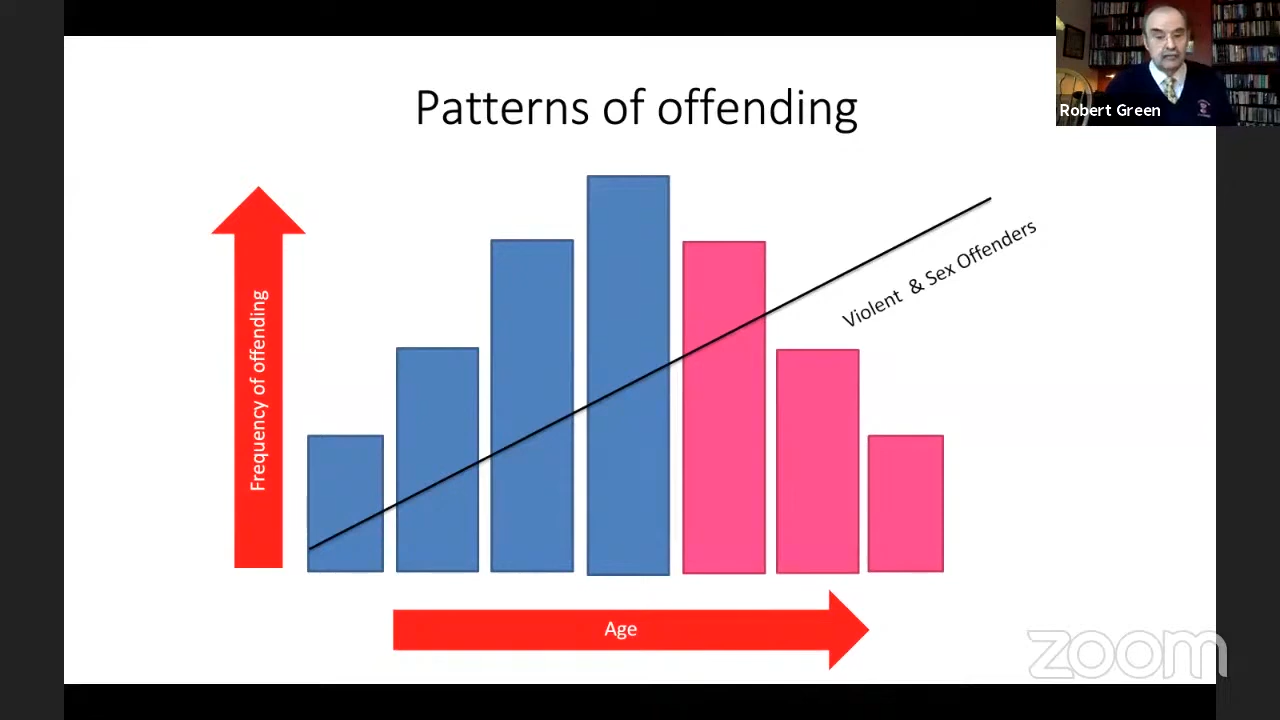 Patterns of offending
Robert Green
Frequency of offending
Violent & Sex Offenders
Age
zoom